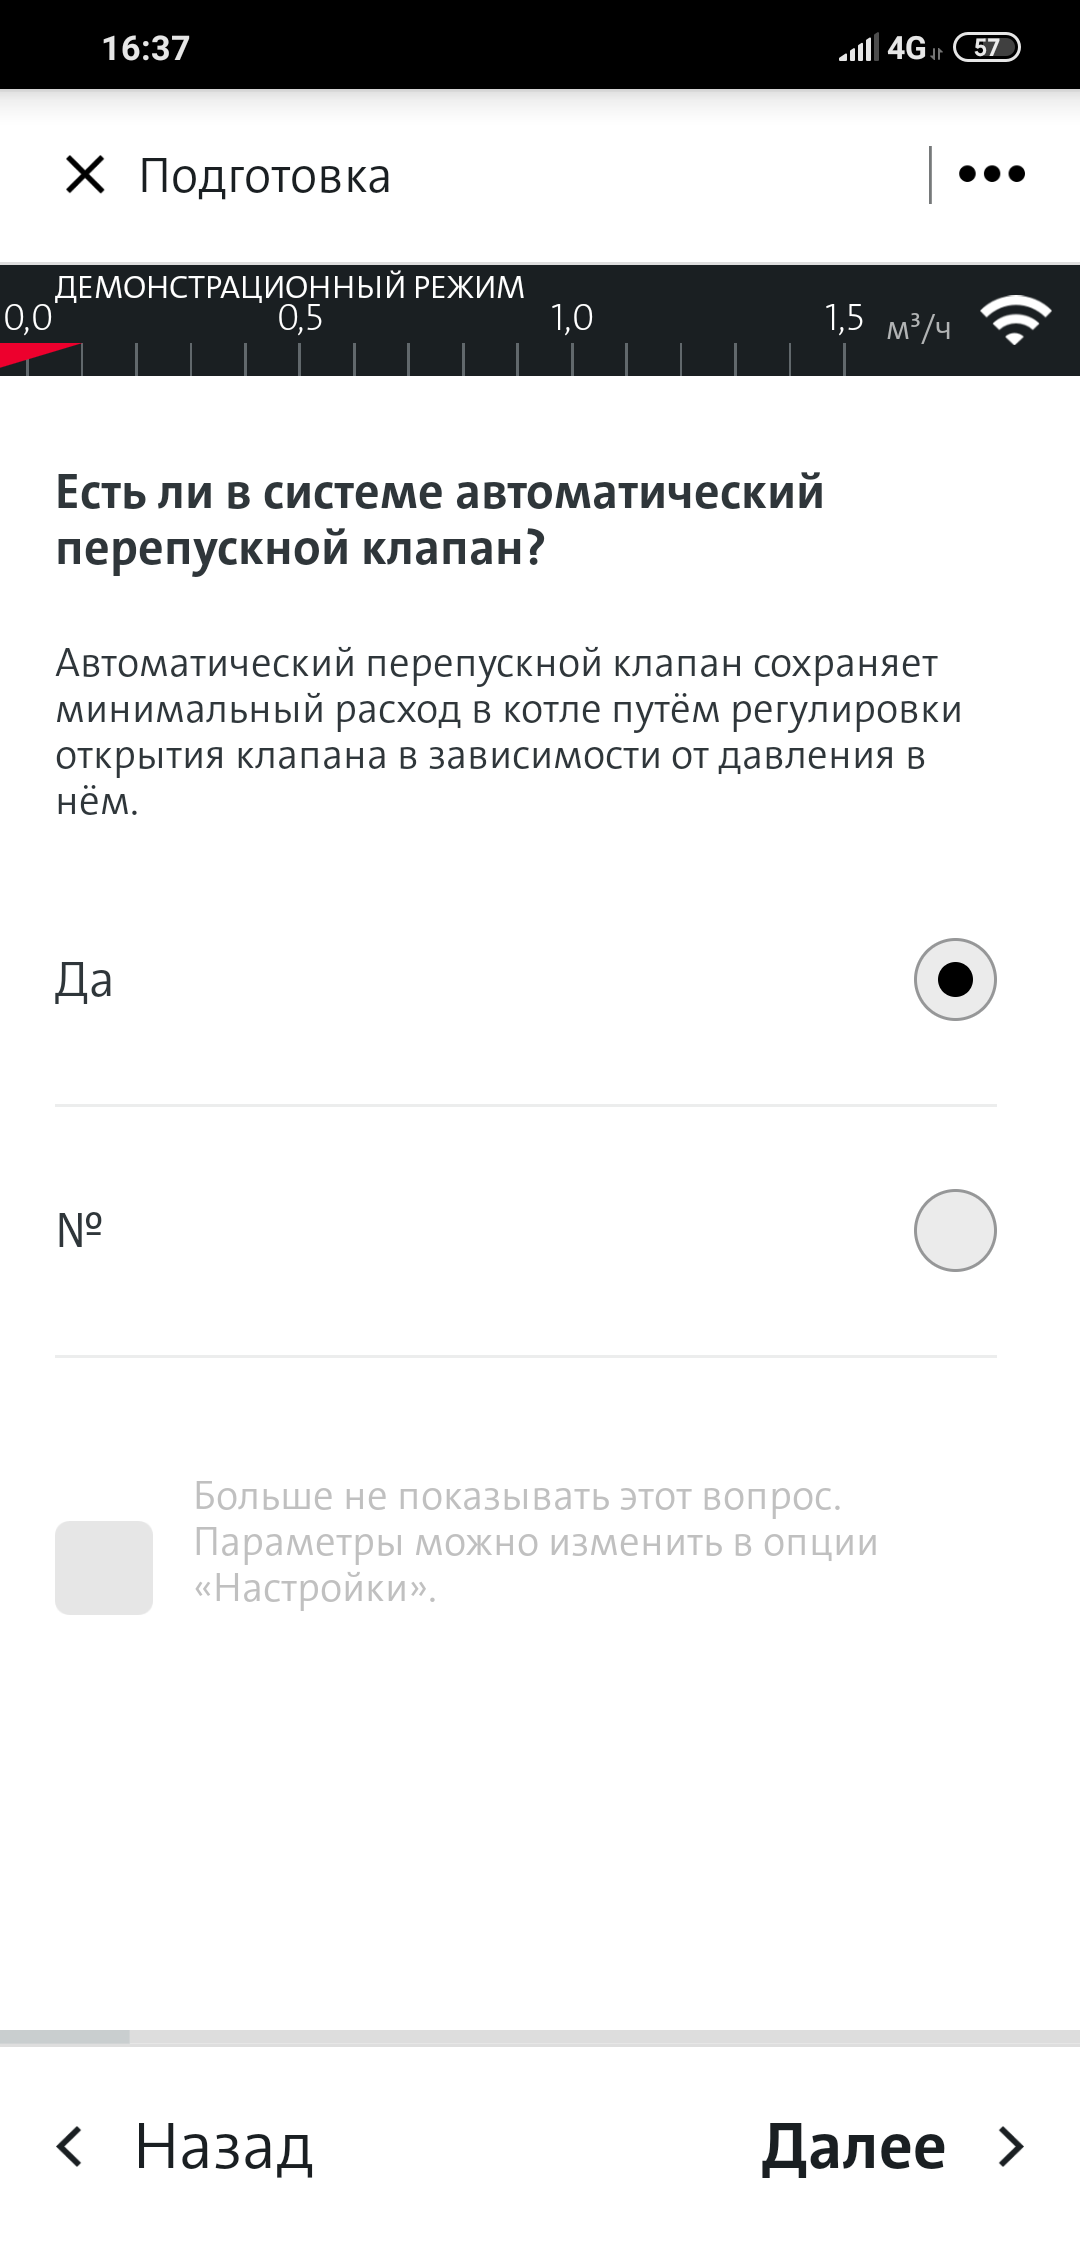 16:37
4G 57
Подготовка
ДЕМОНСТРАЦИОННЫЙ РЕЖИМ
0,0 0,5 1,0 1,5 м³/ч
Есть ли в системе автоматический
перепускной клапан?
Автоматический перепускной клапан сохраняет
минимальный расход в котле путём регулировки
открытия клапана в зависимости от давления в
нём.
Да
№
Больше не показывать этот вопрос.
Параметры можно изменить в опции
«Настройки».
Назад Далее